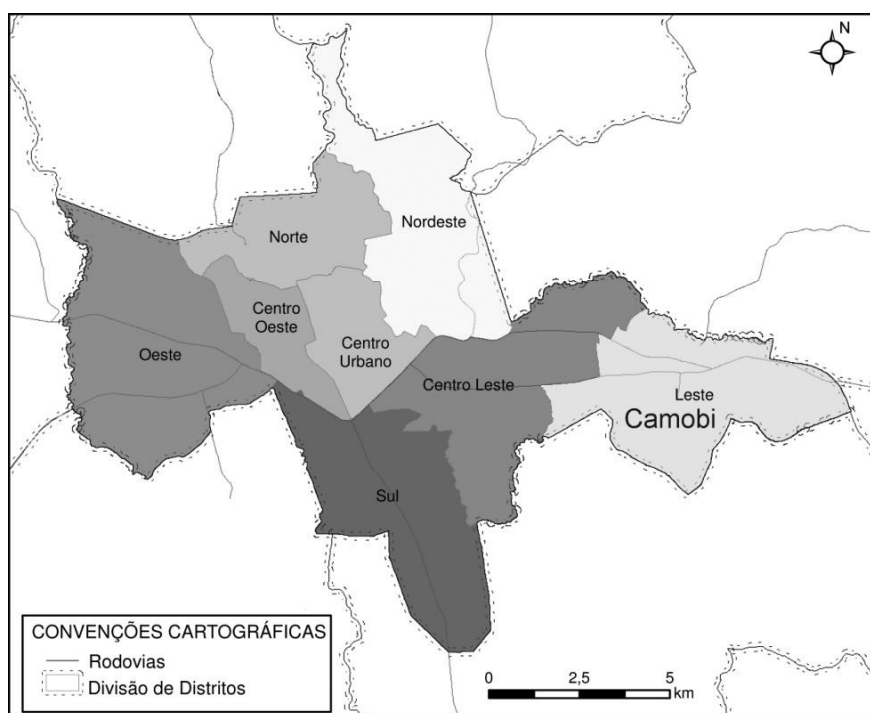 N
Nordeste
Norte
Centro
Oeste
Centro
Urbano
Oeste
Centro Leste
Leste
Camobi
Sul
CONVENÇÕES CARTOGRÁFICAS
Rodovias
Divisão de Distritos
0 2,5 5
km